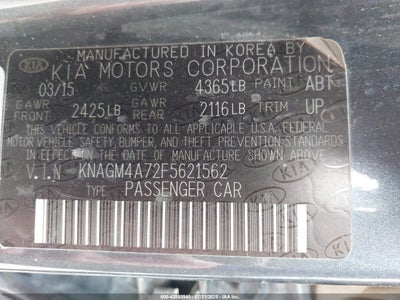 MANUFACTURED IN KOREA BY
KIA KIA MOTORS CORPORATION
03/15 GVWR 4365LB PAINT ABT
GAWR FRONT 2425LB GAWR 2116LB TRIM UP
THIS VEHICLE CONFORMS TO ALL APPLICABLE U.S.A. FEDERAL
MOTOR VEHICLE SAFETY, BUMPER, AND THEFT PREVENTION
STANDARDS IN EFFECT ON THE DATE OF MANUFACTURE SHOWN ABOVE.
V.I.N KNAGM4A72F5621562
TYPE PASSENGER CAR